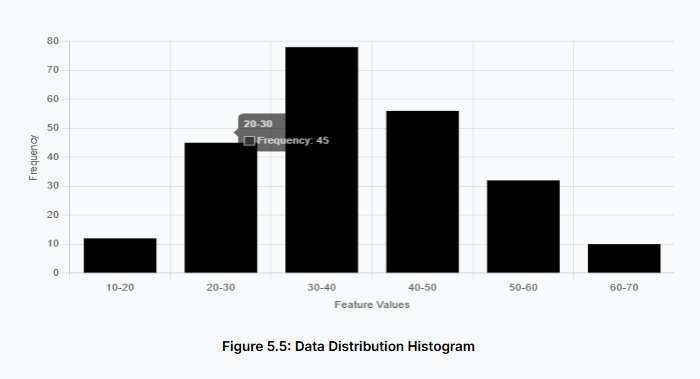 80
70
60
50
40
30
20
10
0
Frequency
20-30
Frequency: 45
10-20 20-30 30-40 40-50 50-60 60-70
Feature Values
Figure 5.5: Data Distribution Histogram